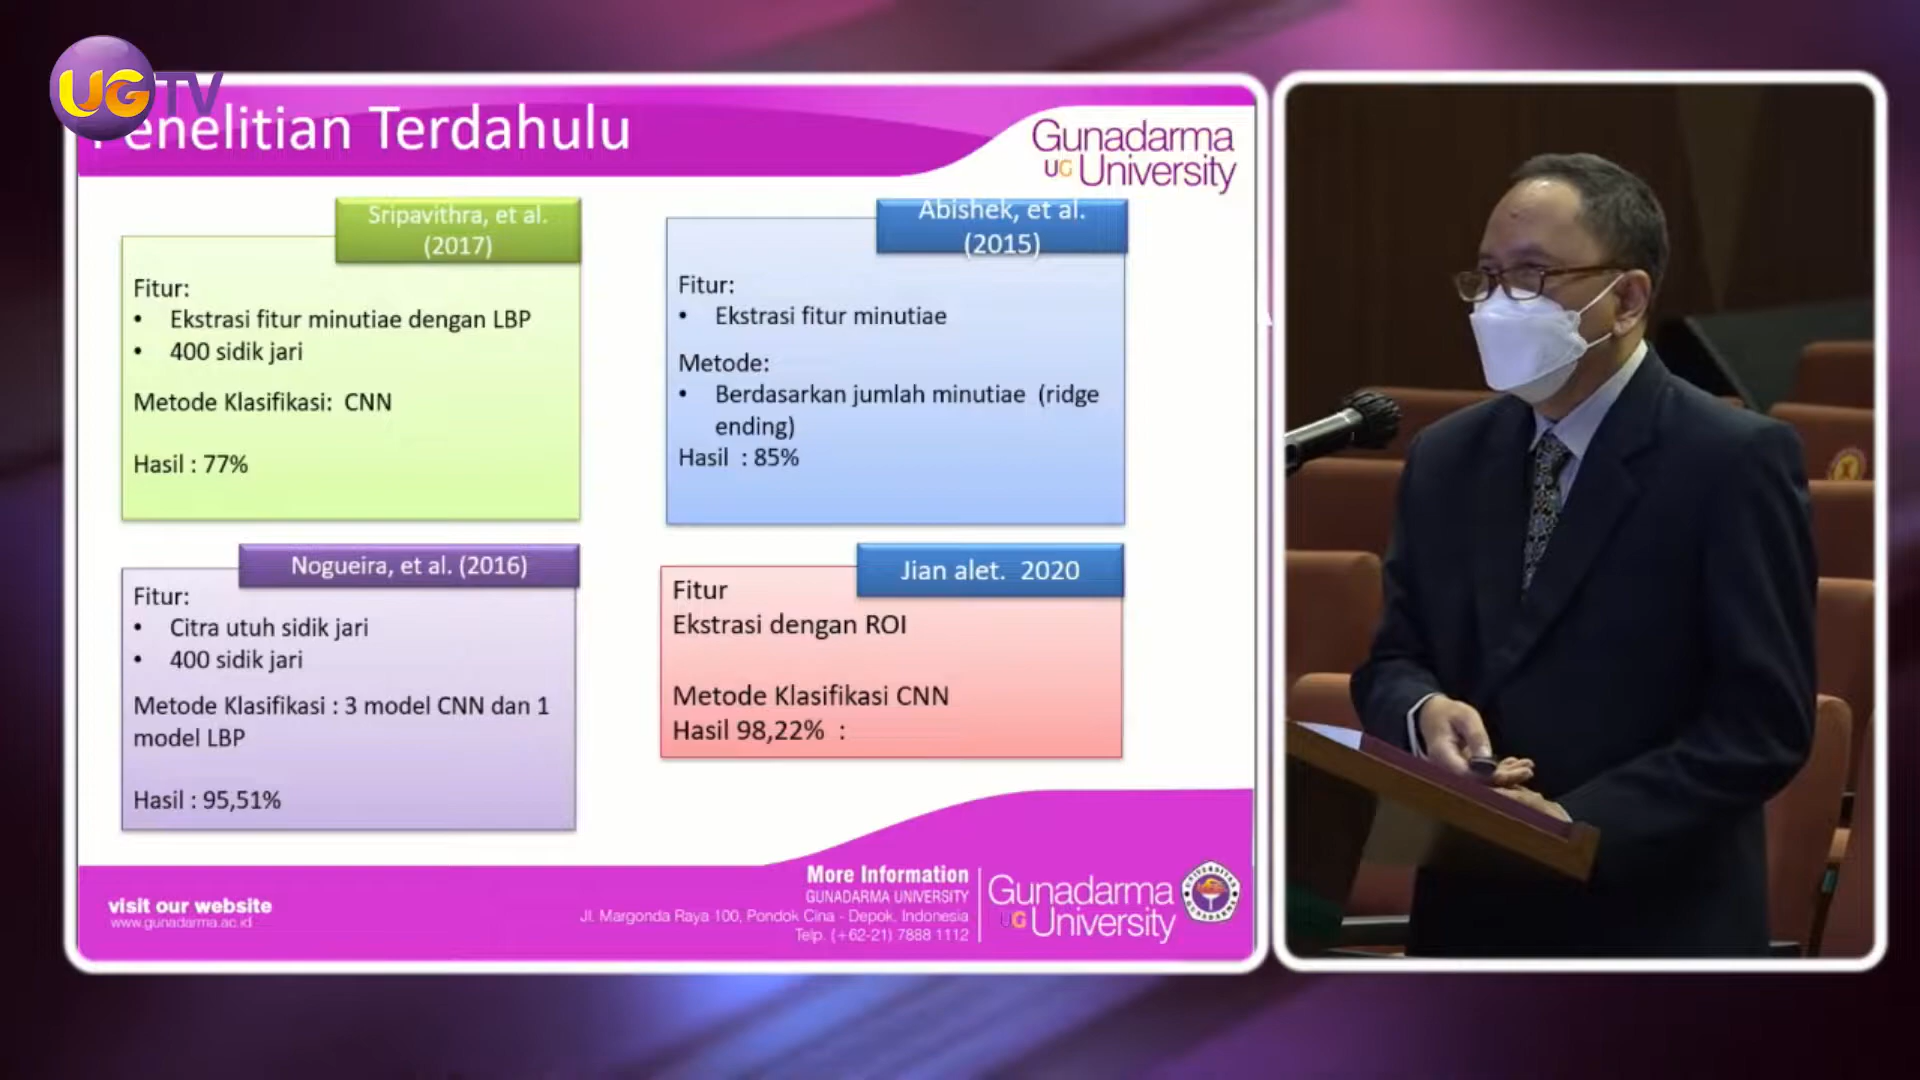 UGTV
Penelitian Terdahulu
Gunadarma
UG University
Sripavithra, et al.
(2017)
Fitur:
• Ekstrasi fitur minutiae dengan LBP
• 400 sidik jari
Metode Klasifikasi: CNN
Hasil : 77%
Abishek, et al.
(2015)
Fitur:
• Ekstrasi fitur minutiae
Metode:
• Berdasarkan jumlah minutiae (ridge
ending)
Hasil : 85%
Nogueira, et al. (2016)
Fitur:
• Citra utuh sidik jari
• 400 sidik jari
Metode Klasifikasi : 3 model CNN dan 1
model LBP
Hasil : 95,51%
Jian alet. 2020
Fitur
Ekstrasi dengan ROI
Metode Klasifikasi CNN
Hasil 98,22% :
visit our website
www.gunadarma.ac.id
More Information
GUNADARMA UNIVERSITY
Jl. Margonda Raya 100, Pondok Cina - Depok, Indonesia
Telp. (+62-21) 7888 1112
Gunadarma
UG University